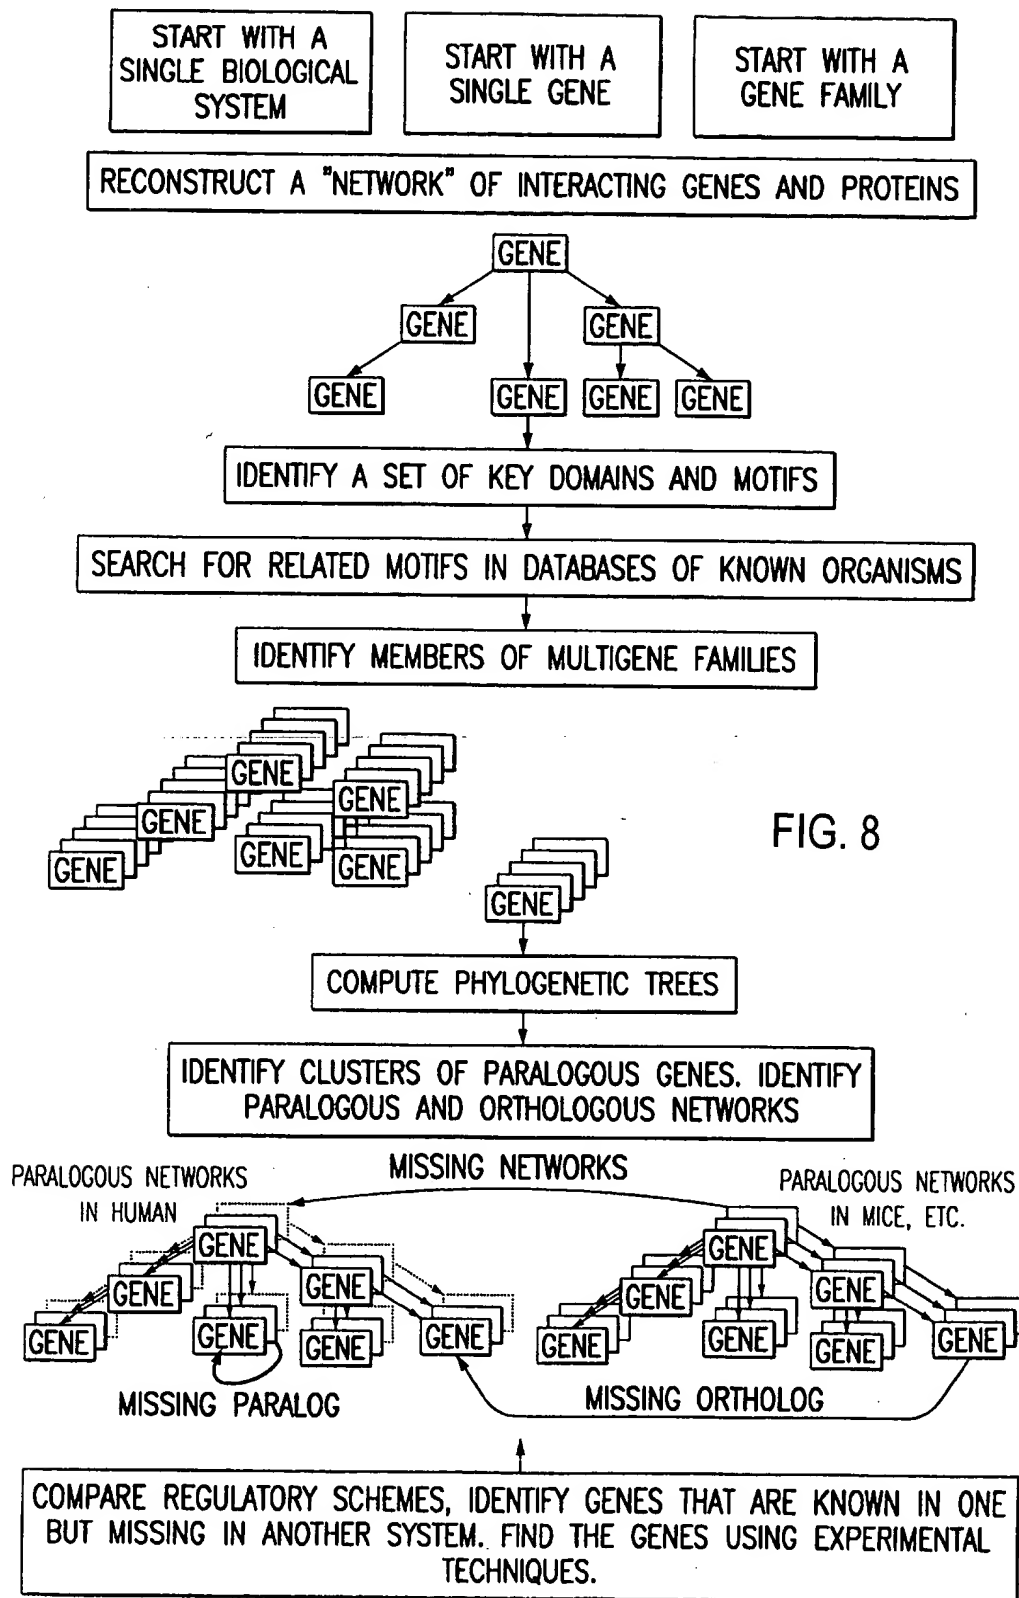 START WITH A
SINGLE BIOLOGICAL
SYSTEM
START WITH A
SINGLE GENE
START WITH A
GENE FAMILY
RECONSTRUCT A "NETWORK" OF INTERACTING GENES AND PROTEINS
GENE
GENE
GENE
GENE
GENE
GENE
GENE
IDENTIFY A SET OF KEY DOMAINS AND MOTIFS
SEARCH FOR RELATED MOTIFS IN DATABASES OF KNOWN ORGANISMS
IDENTIFY MEMBERS OF MULTIGENE FAMILIES
GENE
GENE
GENE
GENE
GENE
GENE
FIG. 8
GENE
COMPUTE PHYLOGENETIC TREES
IDENTIFY CLUSTERS OF PARALOGOUS GENES. IDENTIFY
PARALOGOUS AND ORTHOLOGOUS NETWORKS
MISSING NETWORKS
PARALOGOUS NETWORKS
IN HUMAN
PARALOGOUS NETWORKS
IN MICE, ETC.
GENE
GENE
GENE
GENE
GENE
GENE
GENE
GENE
GENE
GENE
GENE
GENE
GENE
GENE
MISSING PARALOG
MISSING ORTHOLOG
COMPARE REGULATORY SCHEMES, IDENTIFY GENES THAT ARE KNOWN IN ONE
BUT MISSING IN ANOTHER SYSTEM. FIND THE GENES USING EXPERIMENTAL
TECHNIQUES.